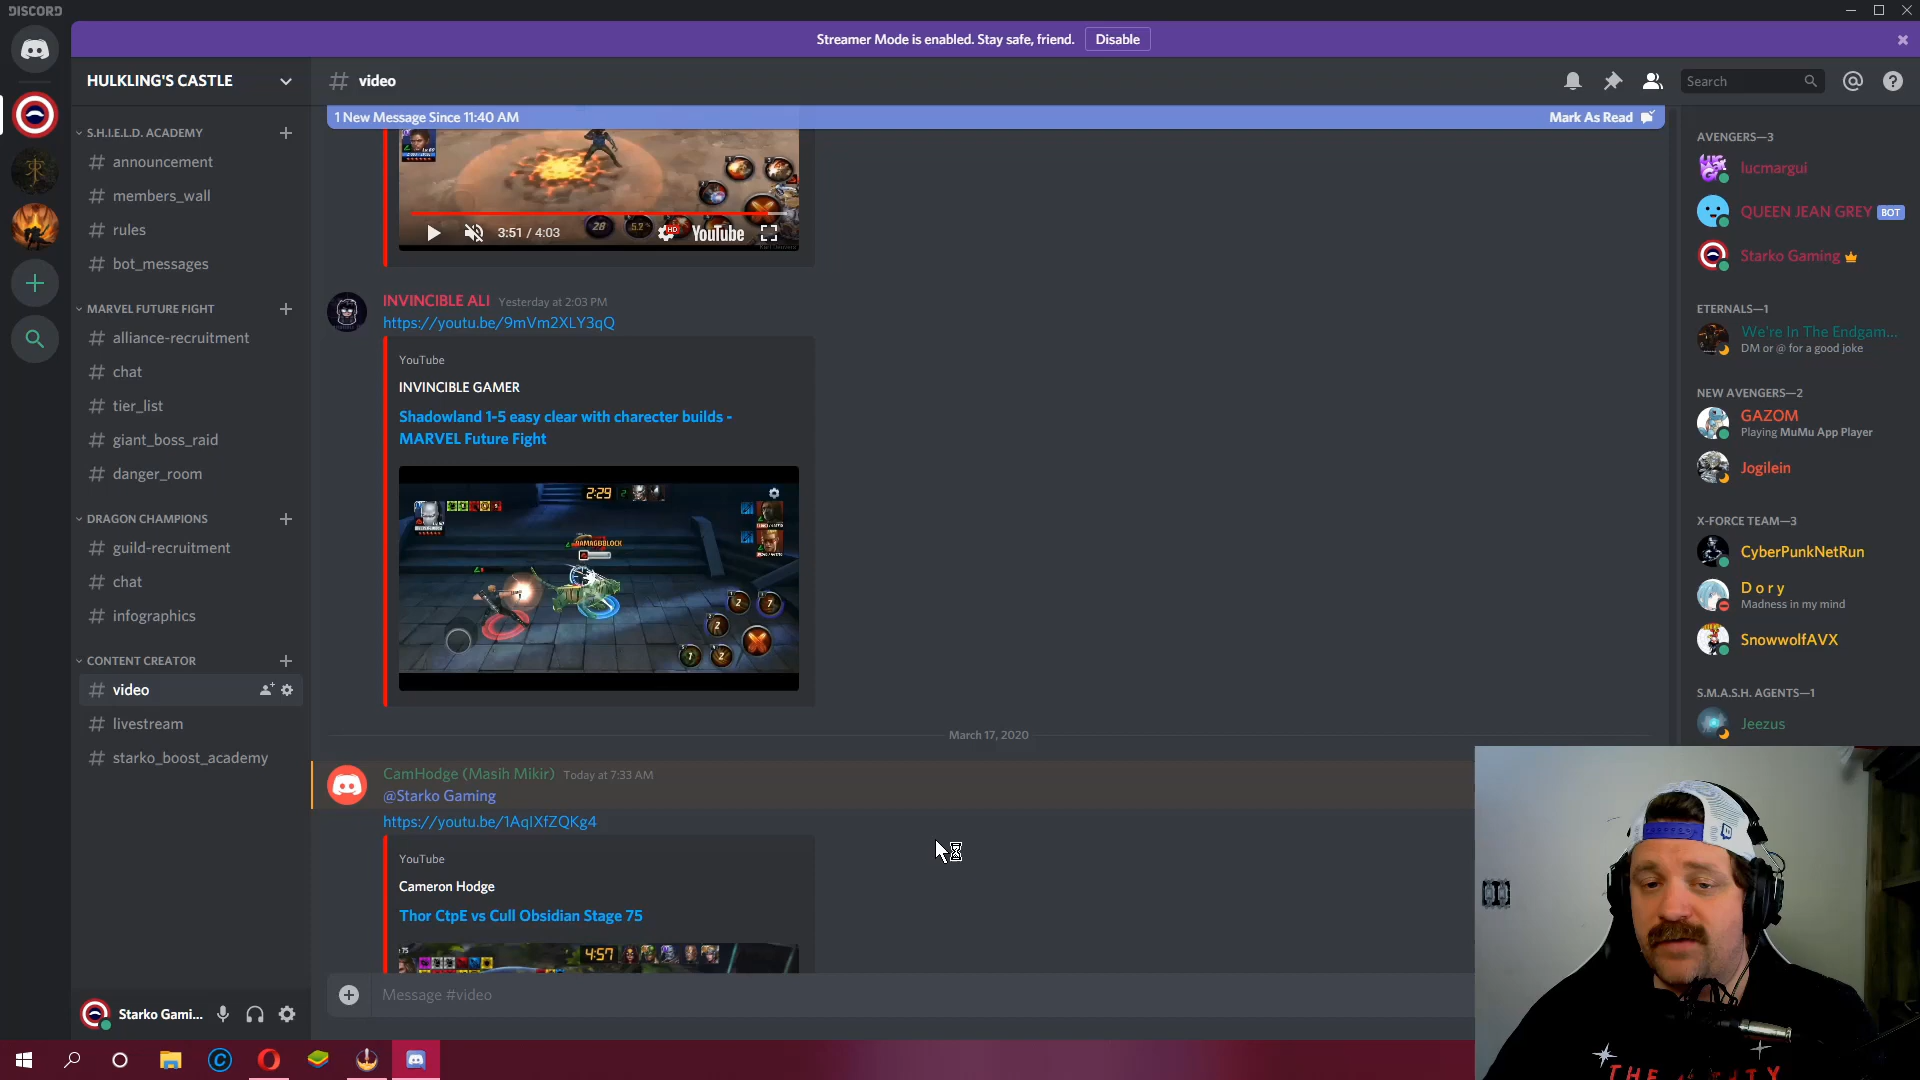 DISCORD
Streamer Mode is enabled. Stay safe, friend.
Disable
HULKLING'S CASTLE
video
Search
1 New Message Since 11:40 AM
Mark As Read
S.H.I.E.L.D. ACADEMY
# announcement
# members_wall
# rules
# bot_messages
MARVEL FUTURE FIGHT
# alliance-recruitment
# chat
# tier_list
# giant_boss_raid
# danger_room
DRAGON CHAMPIONS
# guild-recruitment
# chat
# infographics
CONTENT CREATOR
# video
# livestream
# starko_boost_academy
Starko Gami...
3:51 / 4:03
HD
YouTube
INVINCIBLE ALI Yesterday at 2:03 PM
https://youtu.be/9mVm2XLY3qQ
YouTube
INVINCIBLE GAMER
Shadowland 1-5 easy clear with charecter builds -
MARVEL Future Fight
2:29
March 17, 2020
CamHodge (Masih Mikir) Today at 7:33 AM
@Starko Gaming
https://youtu.be/1AqIXfZQKg4
YouTube
Cameron Hodge
Thor CtpE vs Cull Obsidian Stage 75
4:57
Message #video
AVENGERS—3
lucmargui
QUEEN JEAN GREY BOT
Starko Gaming
ETERNALS—1
We're In The Endgam...
DM or @ for a good joke
NEW AVENGERS—2
GAZOM
Playing MuMu App Player
Jogilein
X-FORCE TEAM—3
CyberPunkNetRun
D o r y
Madness in my mind
SnowwolfAVX
S.M.A.S.H. AGENTS—1
Jeezus